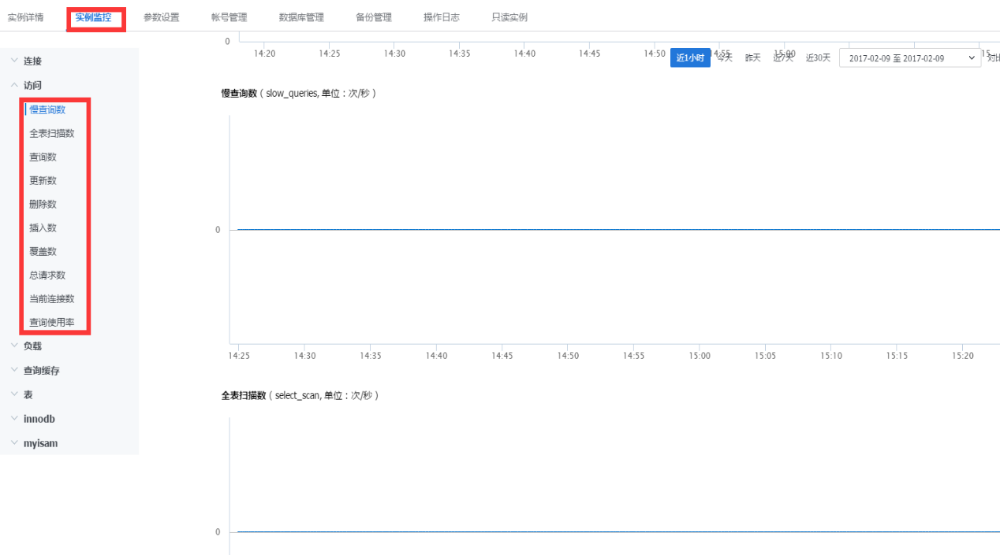 实例详情 实例监控 参数设置 帐号管理 数据库管理 备份管理 操作日志 只读实例
连接
访问
慢查询数
全表扫描数
查询数
更新数
删除数
插入数
覆盖数
总请求数
当前连接数
查询使用率
负载
查询缓存
表
innodb
myisam
0
14:20 14:25 14:30 14:35 14:40 14:45 14:50 14:55 15:00
近1小时 今天 昨天 近7天 近30天 2017-02-09 至 2017-02-09 对比
慢查询数 ( slow_queries, 单位：次/秒 )
0
14:25 14:30 14:35 14:40 14:45 14:50 14:55 15:00 15:05 15:10 15:15 15:20
全表扫描数 ( select_scan, 单位：次/秒 )
0